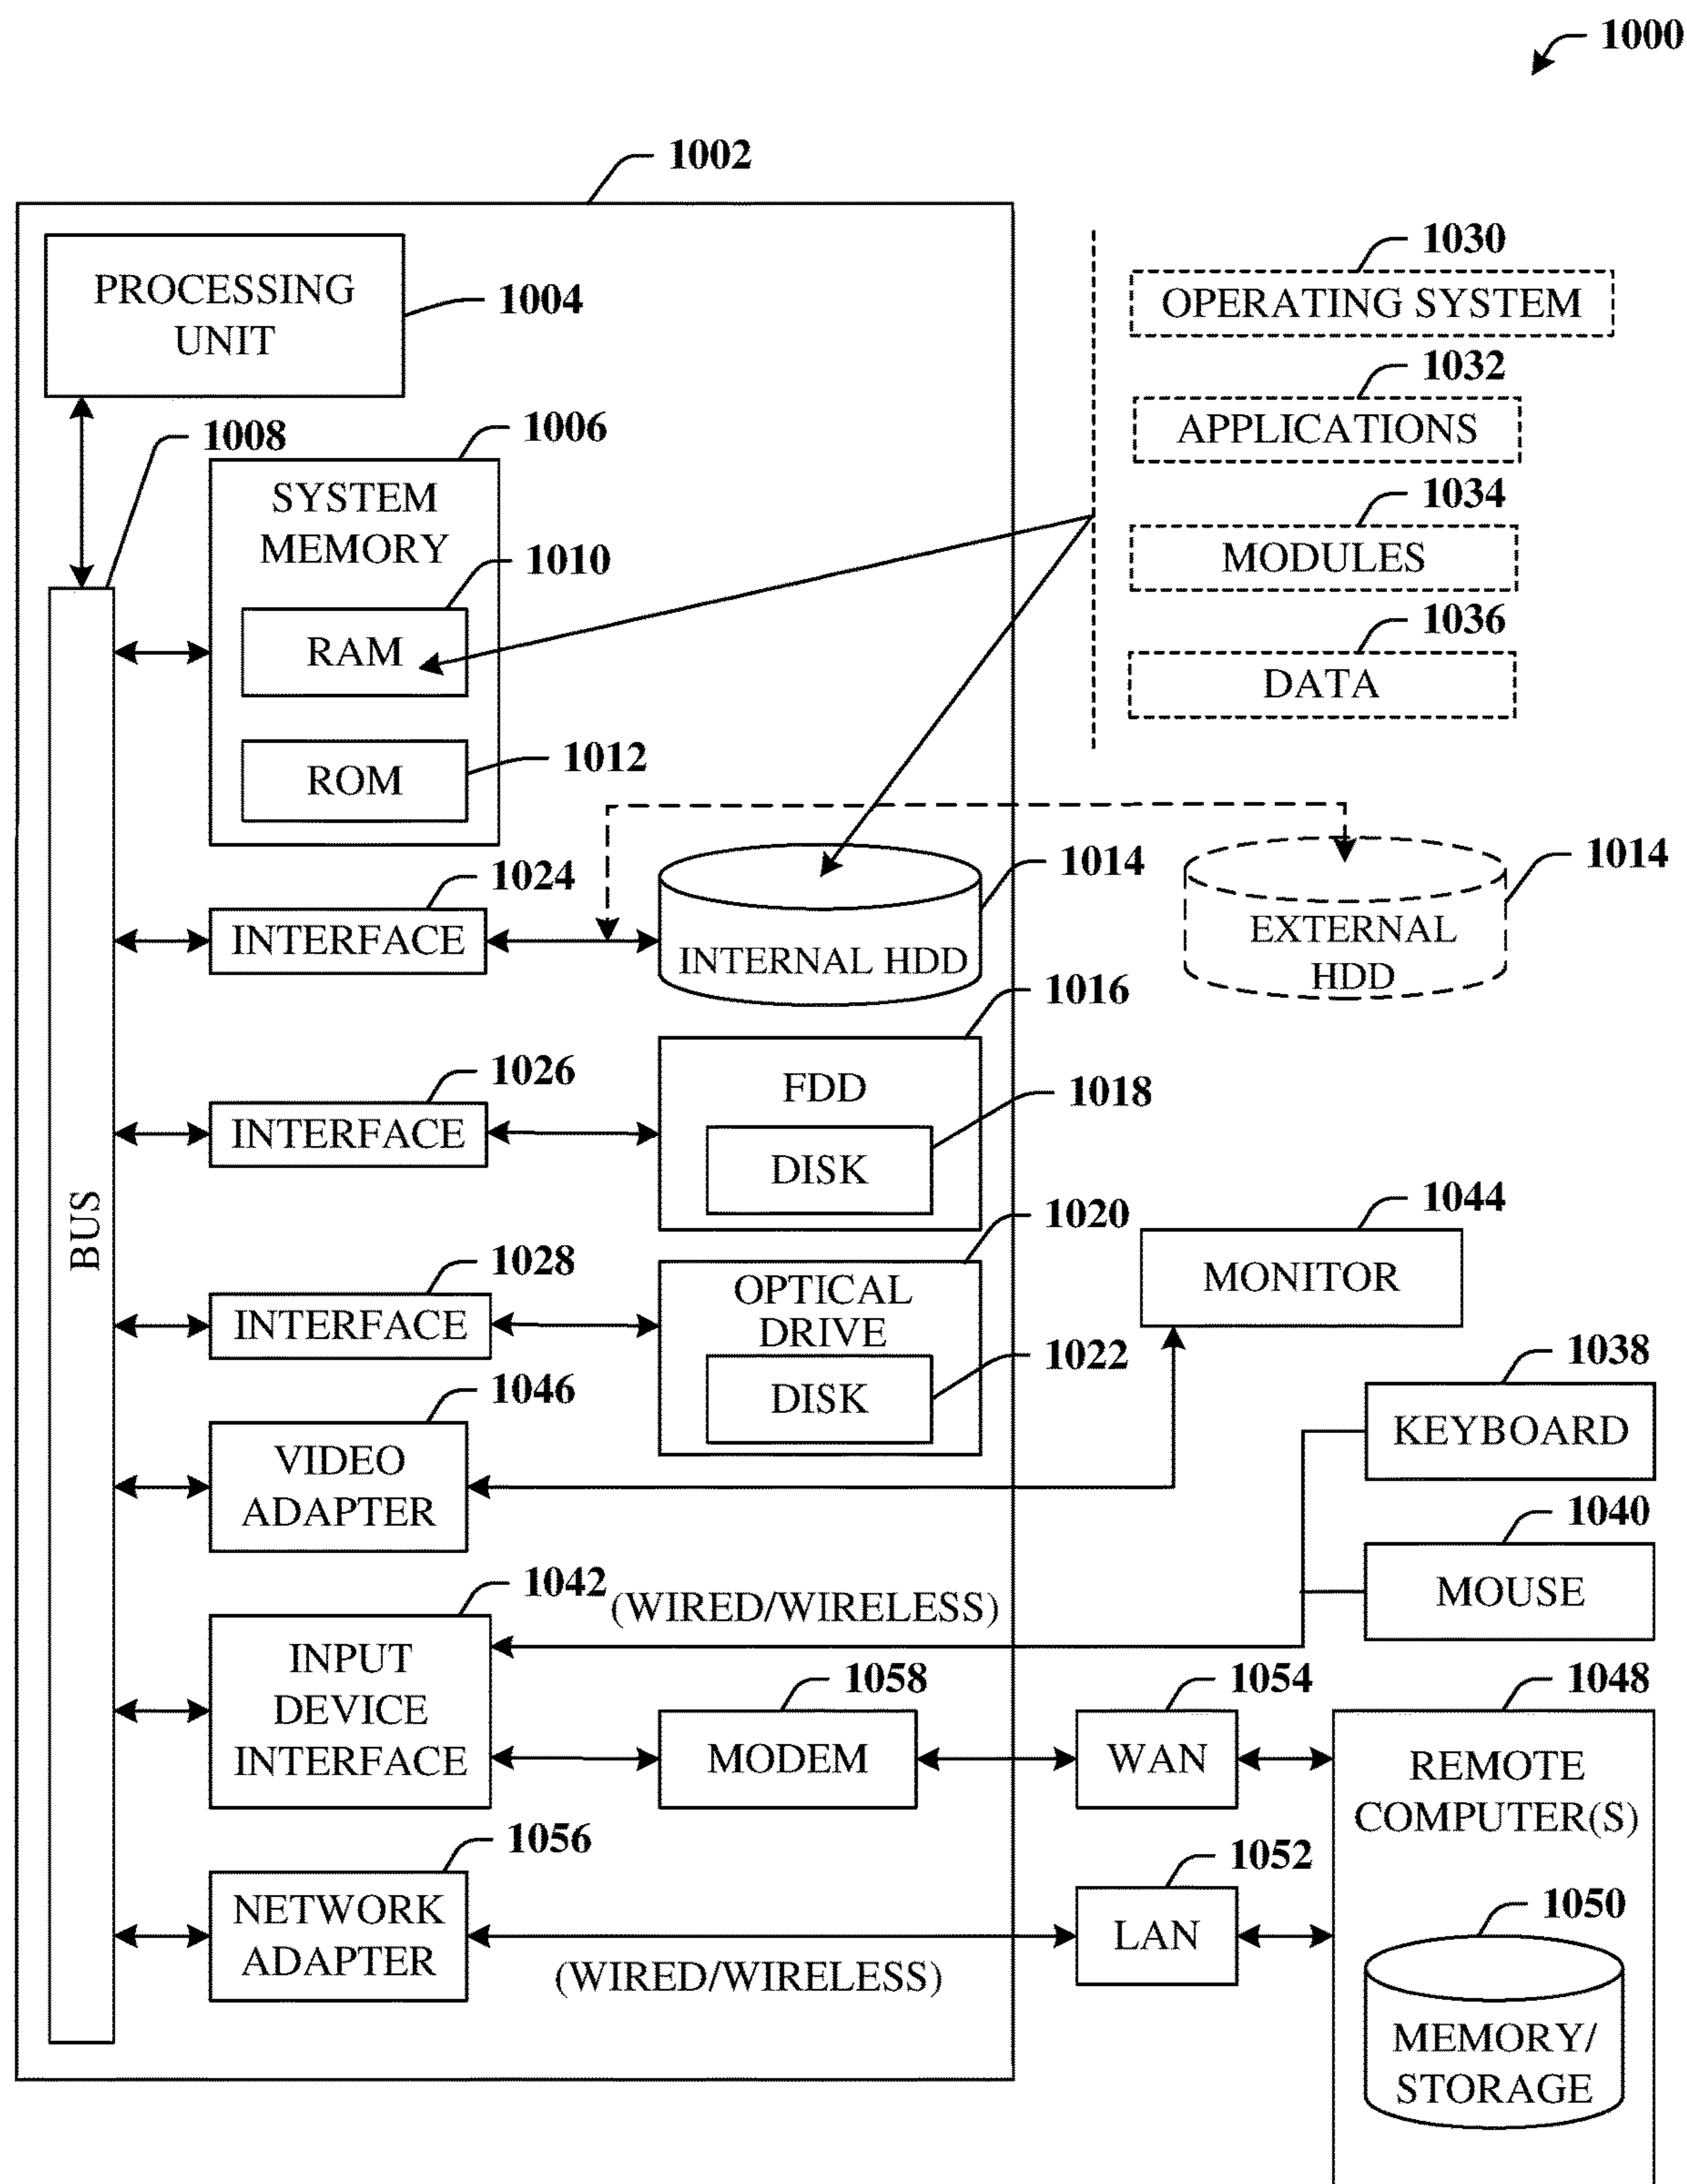 1000
1002
PROCESSING
UNIT
1004
1030
OPERATING SYSTEM
1032
APPLICATIONS
1034
MODULES
1036
DATA
1008
1006
SYSTEM
MEMORY
1010
RAM
1012
ROM
1024
INTERFACE
1014
INTERNAL HDD
1014
EXTERNAL
HDD
1016
FDD
1018
DISK
1026
INTERFACE
BUS
1020
OPTICAL
DRIVE
1022
DISK
1028
INTERFACE
1044
MONITOR
1046
VIDEO
ADAPTER
1038
KEYBOARD
1040
MOUSE
1042
(WIRED/WIRELESS)
INPUT
DEVICE
INTERFACE
1058
MODEM
1054
WAN
1048
REMOTE
COMPUTER(S)
1056
NETWORK
ADAPTER
(WIRED/WIRELESS)
1052
LAN
1050
MEMORY/
STORAGE